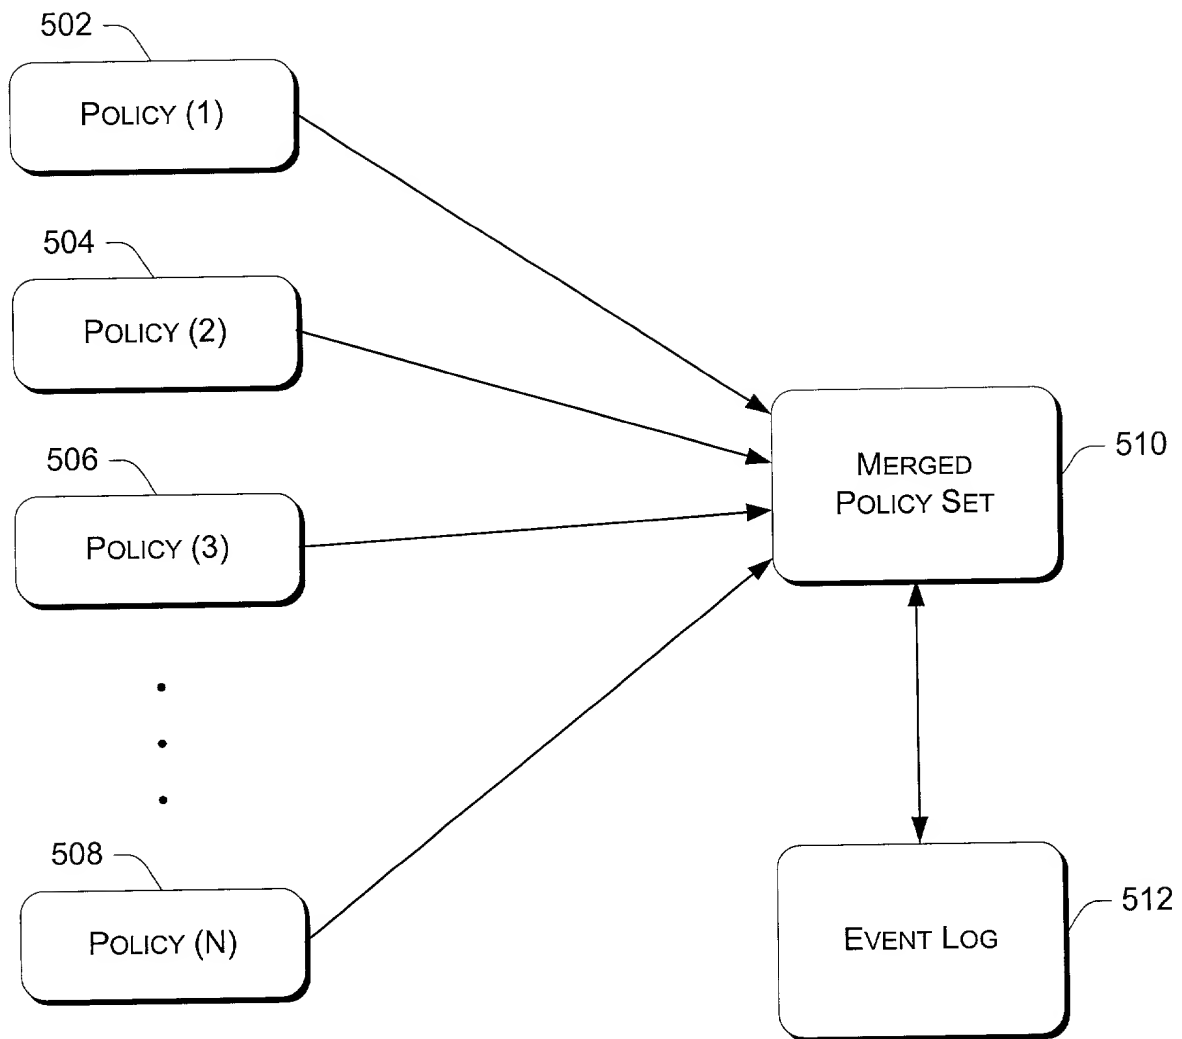 502
POLICY (1)
504
POLICY (2)
506
POLICY (3)
508
POLICY (N)
MERGED
POLICY SET
510
EVENT LOG
512